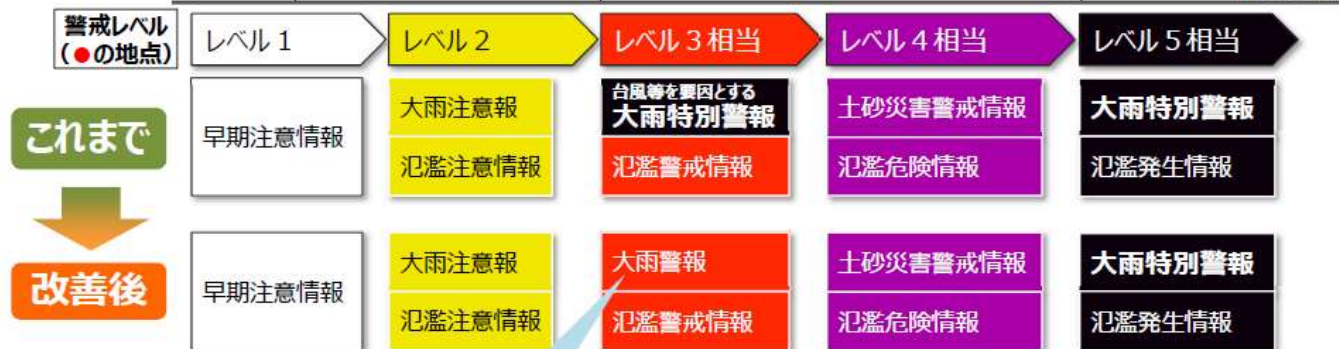 警戒レベル
(●の地点)
レベル1
レベル2
レベル3相当
レベル4相当
レベル5相当
これまで
早期注意情報
大雨注意報
氾濫注意情報
台風等を要因とする
大雨特別警報
氾濫警戒情報
土砂災害警戒情報
氾濫危険情報
大雨特別警報
氾濫発生情報
改善後
早期注意情報
大雨注意報
氾濫注意情報
大雨警報
氾濫警戒情報
土砂災害警戒情報
氾濫危険情報
大雨特別警報
氾濫発生情報